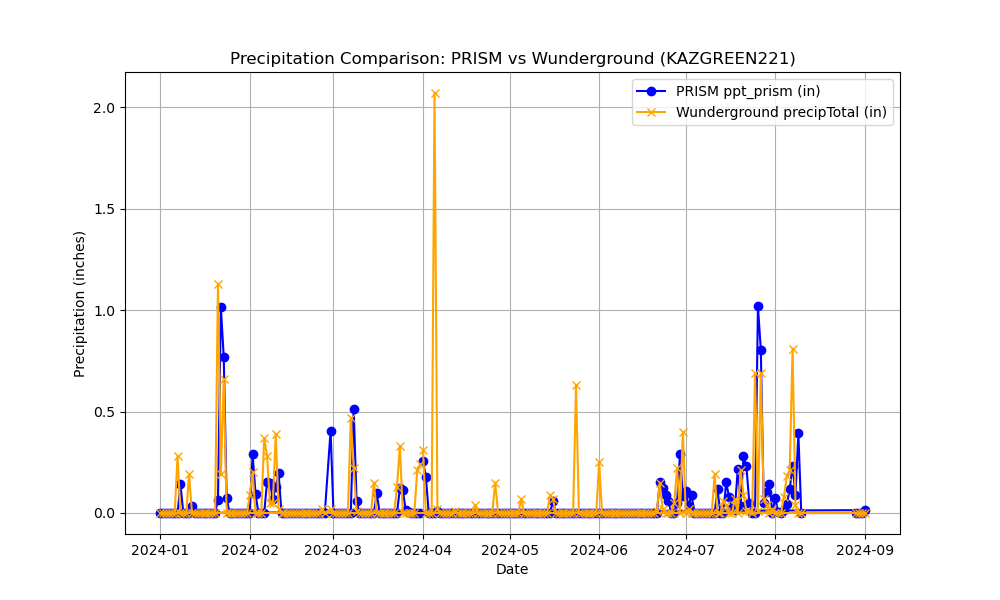 Precipitation Comparison: PRISM vs Wunderground (KAZGREEN221)
PRISM ppt_prism (in)
Wunderground precipTotal (in)
Precipitation (inches)
2.0
1.5
1.0
0.5
0.0
2024-01 2024-02 2024-03 2024-04 2024-05 2024-06 2024-07 2024-08 2024-09
Date